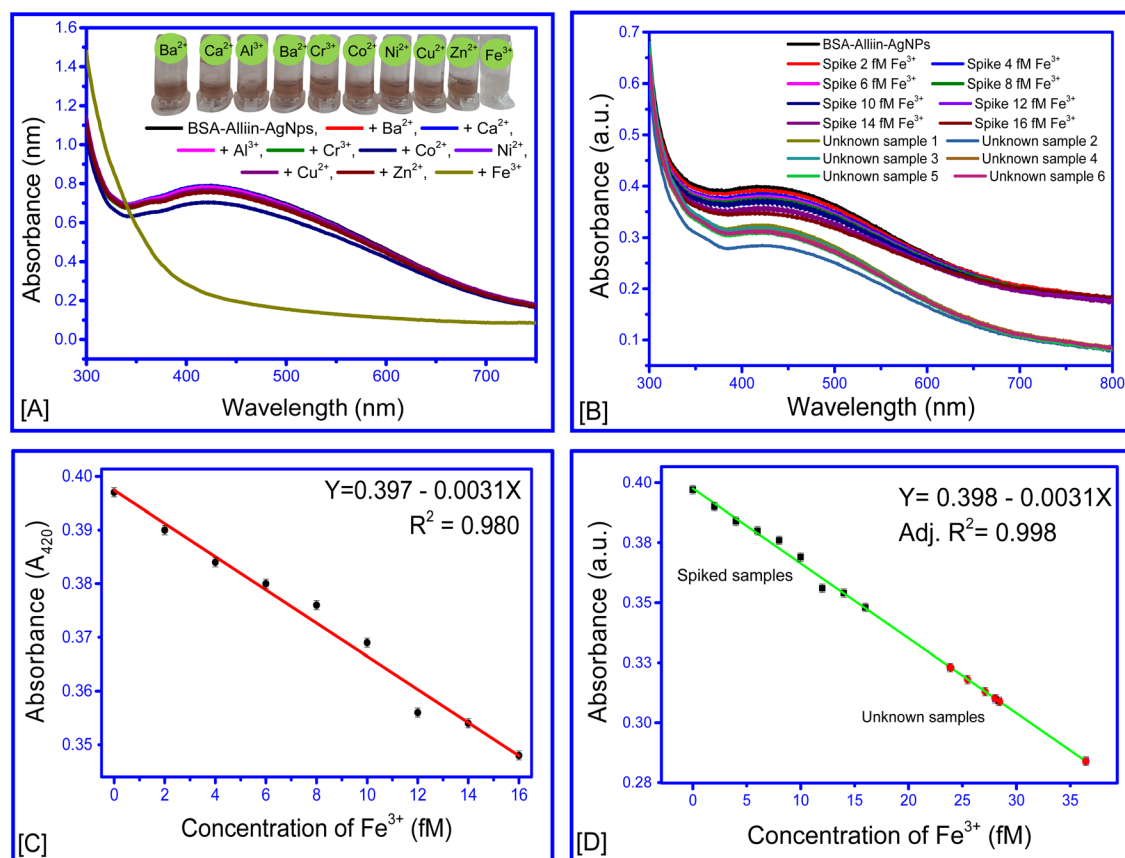 Ba²⁺ Ca²⁺ Al³⁺ Ba²⁺ Cr³⁺ Co²⁺ Ni²⁺ Cu²⁺ Zn²⁺ Fe³⁺
BSA-Alliin-AgNps, + Ba²⁺, + Ca²⁺,
+ Al³⁺, + Cr³⁺, + Co²⁺, Ni²⁺,
+ Cu²⁺, + Zn²⁺, + Fe³⁺
1.6
1.4
1.2
1.0
0.8
0.6
0.4
0.2
0.0
Absorbance (nm)
300 400 500 600 700
Wavelength (nm)
[A]
BSA-Alliin-AgNPs
Spike 2 fM Fe³⁺ Spike 4 fM Fe³⁺
Spike 6 fM Fe³⁺ Spike 8 fM Fe³⁺
Spike 10 fM Fe³⁺ Spike 12 fM Fe³⁺
Spike 14 fM Fe³⁺ Spike 16 fM Fe³⁺
Unknown sample 1 Unknown sample 2
Unknown sample 3 Unknown sample 4
Unknown sample 5 Unknown sample 6
0.7
0.6
0.5
0.4
0.3
0.2
0.1
Absorbance (a.u.)
300 400 500 600 700 800
Wavelength (nm)
[B]
Y=0.397 - 0.0031X
R² = 0.980
0.40
0.39
0.38
0.37
0.36
0.35
Absorbance (A₄₂₀)
0 2 4 6 8 10 12 14 16
Concentration of Fe³⁺ (fM)
[C]
Y= 0.398 - 0.0031X
Adj. R²= 0.998
Spiked samples
Unknown samples
0.40
0.38
0.35
0.33
0.30
0.28
Absorbance (a.u.)
0 5 10 15 20 25 30 35
Concentration of Fe³⁺ (fM)
[D]